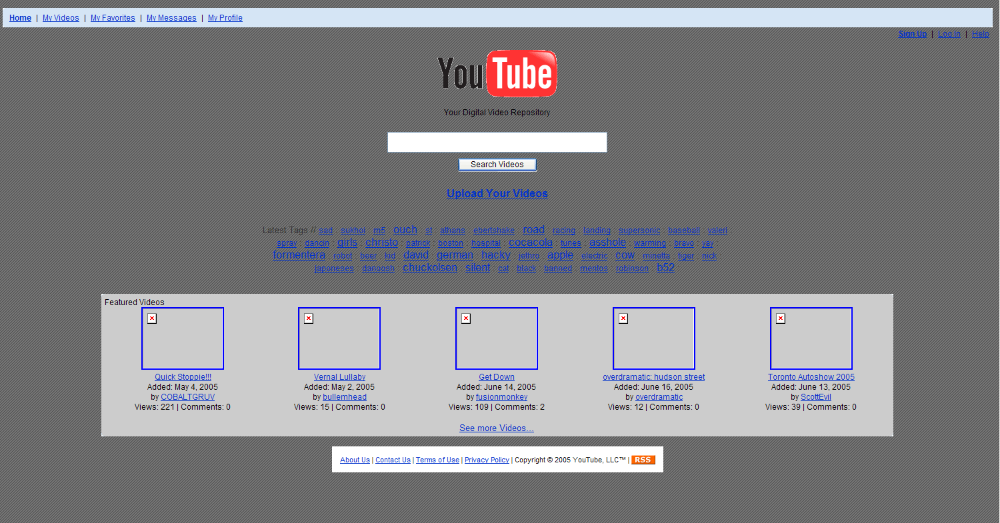 Home | My Videos | My Favorites | My Messages | My Profile
Sign Up | Log In | Help
YouTube
Your Digital Video Repository
Search Videos
Upload Your Videos
Latest Tags // sad : sukhoi : m5 : ouch : st : athans : ebertshake : road : racing : landing : supersonic : baseball : valeri :
spray : dancin : girls : christo : patrick : boston : hospital : cocacola : tunes : asshole : warming : bravo : yay :
formentera : robot : beer : kid : david : german : hacky : jethro : apple : electric : cow : minetta : tiger : nick :
japoneses : danoosh : chuckolsen : silent : cat : black : banned : mentos : robinson : b52 :
Featured Videos
Quick Stoppie!!!
Added: May 4, 2005
by COBALTGRUV
Views: 221 | Comments: 0
Vernal Lullaby
Added: May 2, 2005
by bullemhead
Views: 15 | Comments: 0
Get Down
Added: June 14, 2005
by fusionmonkey
Views: 109 | Comments: 2
overdramatic: hudson street
Added: June 16, 2005
by overdramatic
Views: 12 | Comments: 0
Toronto Autoshow 2005
Added: June 13, 2005
by ScottEvil
Views: 39 | Comments: 0
See more Videos...
About Us | Contact Us | Terms of Use | Privacy Policy | Copyright © 2005 YouTube, LLC™ | RSS